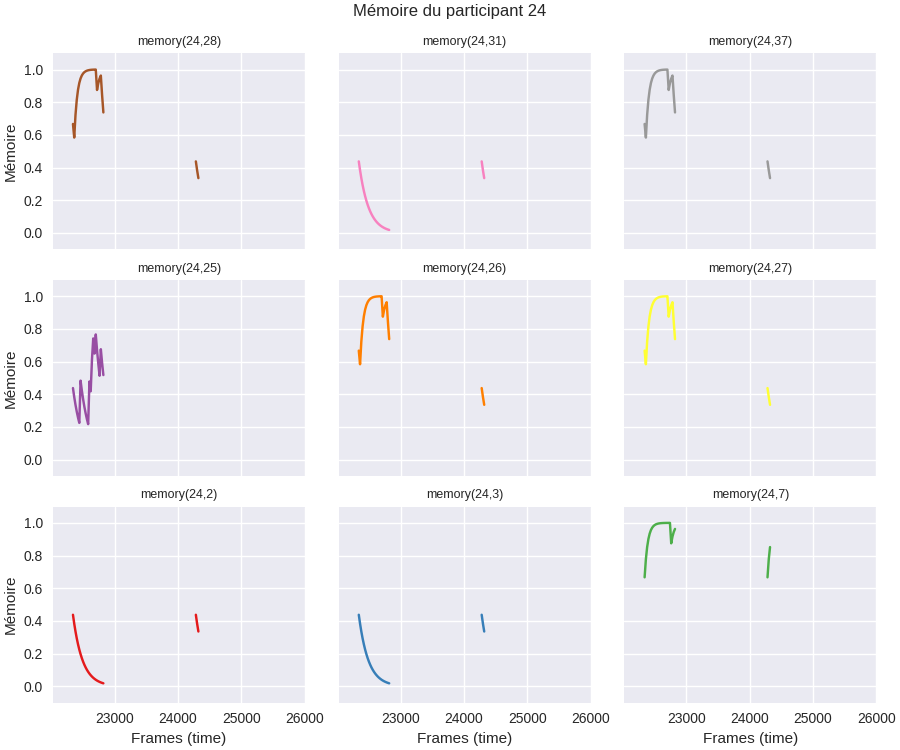 Mémoire du participant 24
memory(24,28)
memory(24,31)
memory(24,37)
Mémoire
1.0
0.8
0.6
0.4
0.2
0.0
memory(24,25)
memory(24,26)
memory(24,27)
Mémoire
1.0
0.8
0.6
0.4
0.2
0.0
memory(24,2)
memory(24,3)
memory(24,7)
Mémoire
1.0
0.8
0.6
0.4
0.2
0.0
23000 24000 25000 26000
23000 24000 25000 26000
23000 24000 25000 26000
Frames (time)
Frames (time)
Frames (time)